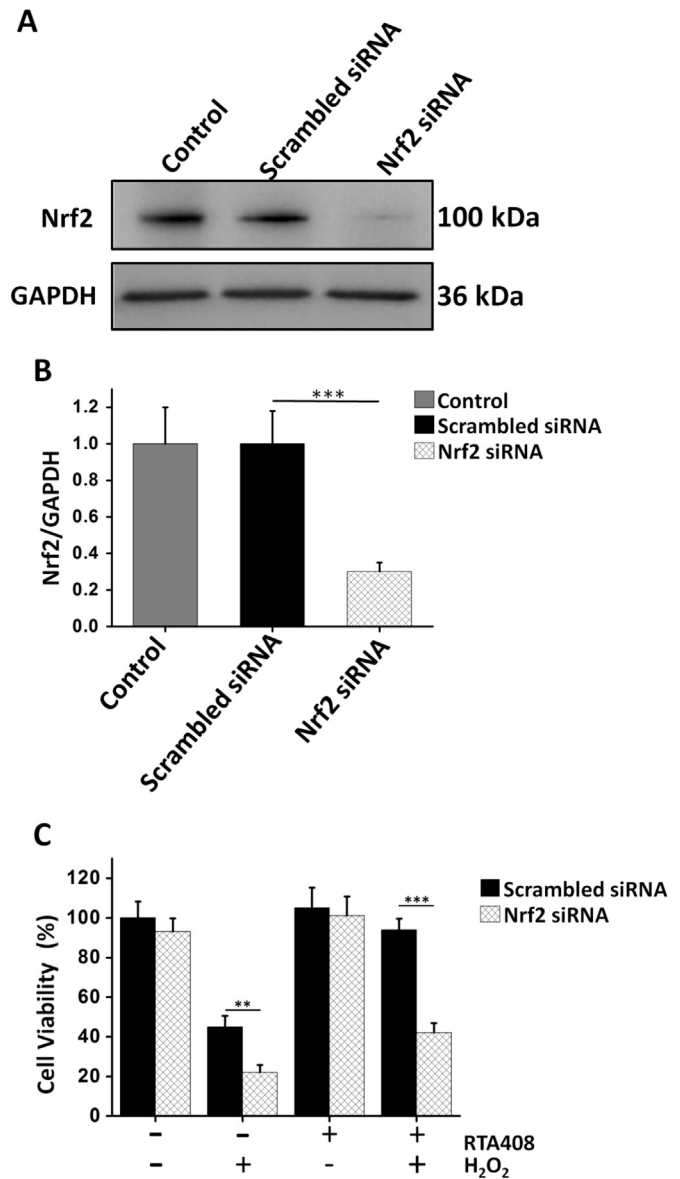 A
Control
Scrambled siRNA
Nrf2 siRNA
Nrf2
100 kDa
GAPDH
36 kDa
B
***
Control
Scrambled siRNA
Nrf2 siRNA
Nrf2/GAPDH
1.2
1.0
0.8
0.6
0.4
0.2
0.0
Control
Scrambled siRNA
Nrf2 siRNA
C
Scrambled siRNA
Nrf2 siRNA
Cell Viability (%)
120
100
80
60
40
20
0
**
***
– – + + RTA408
– + - + H₂O₂